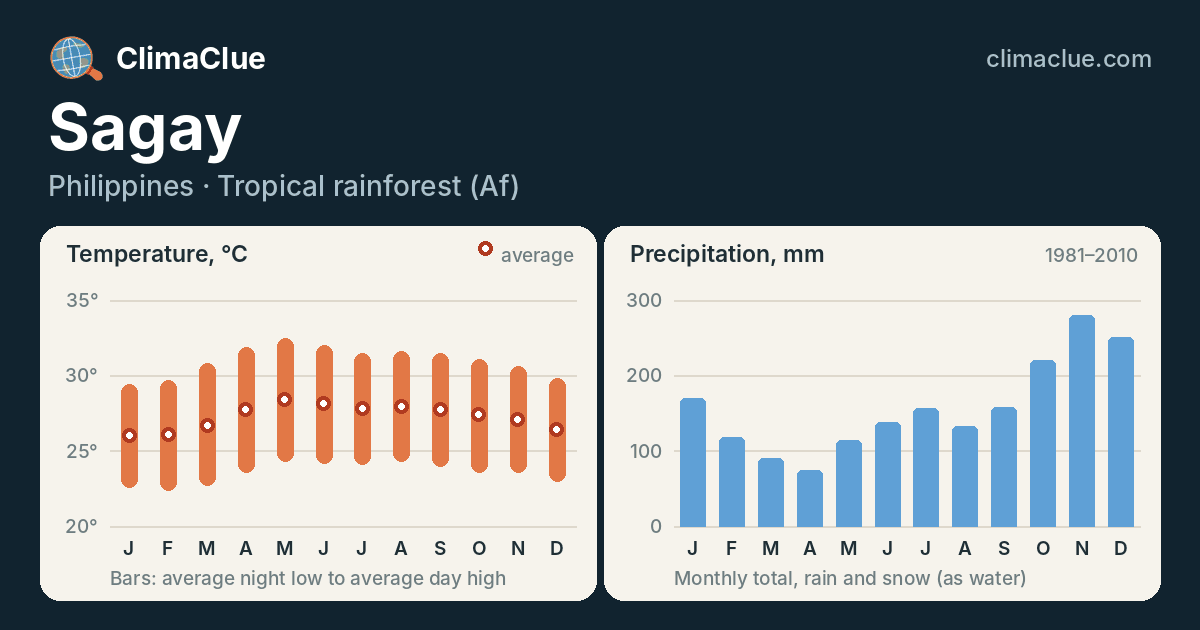 ClimaClue
climaclue.com
Sagay
Philippines · Tropical rainforest (Af)
Temperature, °C
average
35°
30°
25°
20°
J F M A M J J A S O N D
Bars: average night low to average day high
Precipitation, mm
1981–2010
300
200
100
0
J F M A M J J A S O N D
Monthly total, rain and snow (as water)